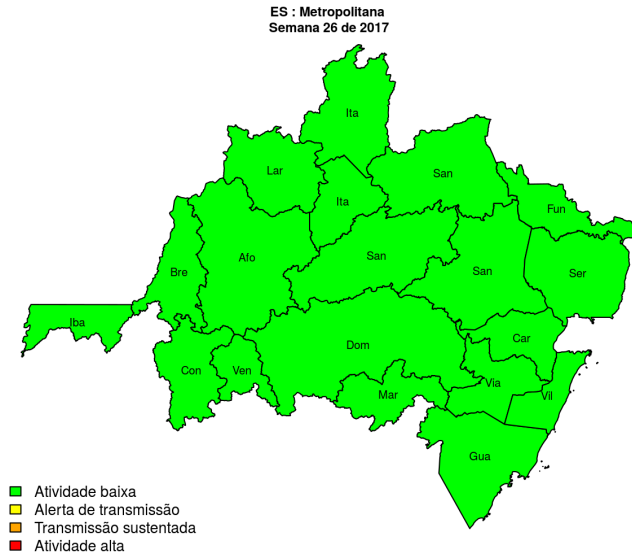 ES : Metropolitana
Semana 26 de 2017
Ita
Lar
San
Ita
Fun
Afo
San
San
Ser
Bre
Iba
Car
Dom
Con
Ven
Via
Mar
Vil
Gua
Atividade baixa
Alerta de transmissão
Transmissão sustentada
Atividade alta